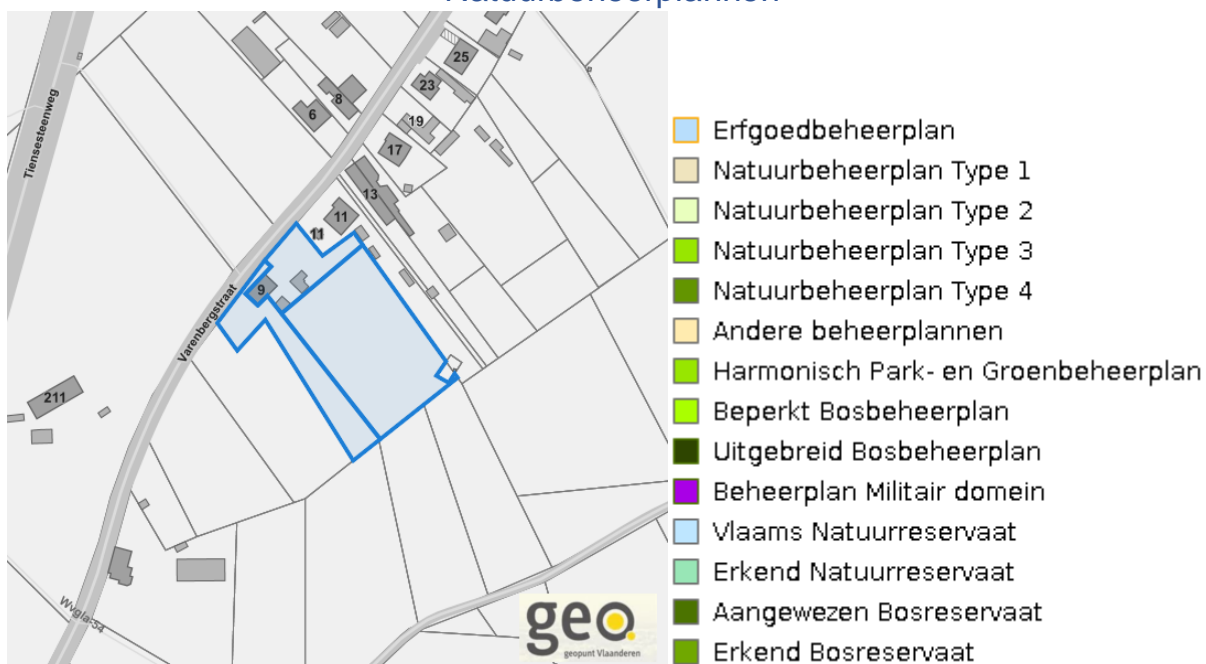 Natuurbeheerplannen
25
23
8
6
19
17
13
11
11
9
211
Tiensesteenweg
Varenbergstraat
Wvgla-54
geo
geopunt Vlaanderen
Erfgoedbeheerplan
Natuurbeheerplan Type 1
Natuurbeheerplan Type 2
Natuurbeheerplan Type 3
Natuurbeheerplan Type 4
Andere beheerplannen
Harmonisch Park- en Groenbeheerplan
Beperkt Bosbeheerplan
Uitgebreid Bosbeheerplan
Beheerplan Militair domein
Vlaams Natuurreservaat
Erkend Natuurreservaat
Aangewezen Bosreservaat
Erkend Bosreservaat